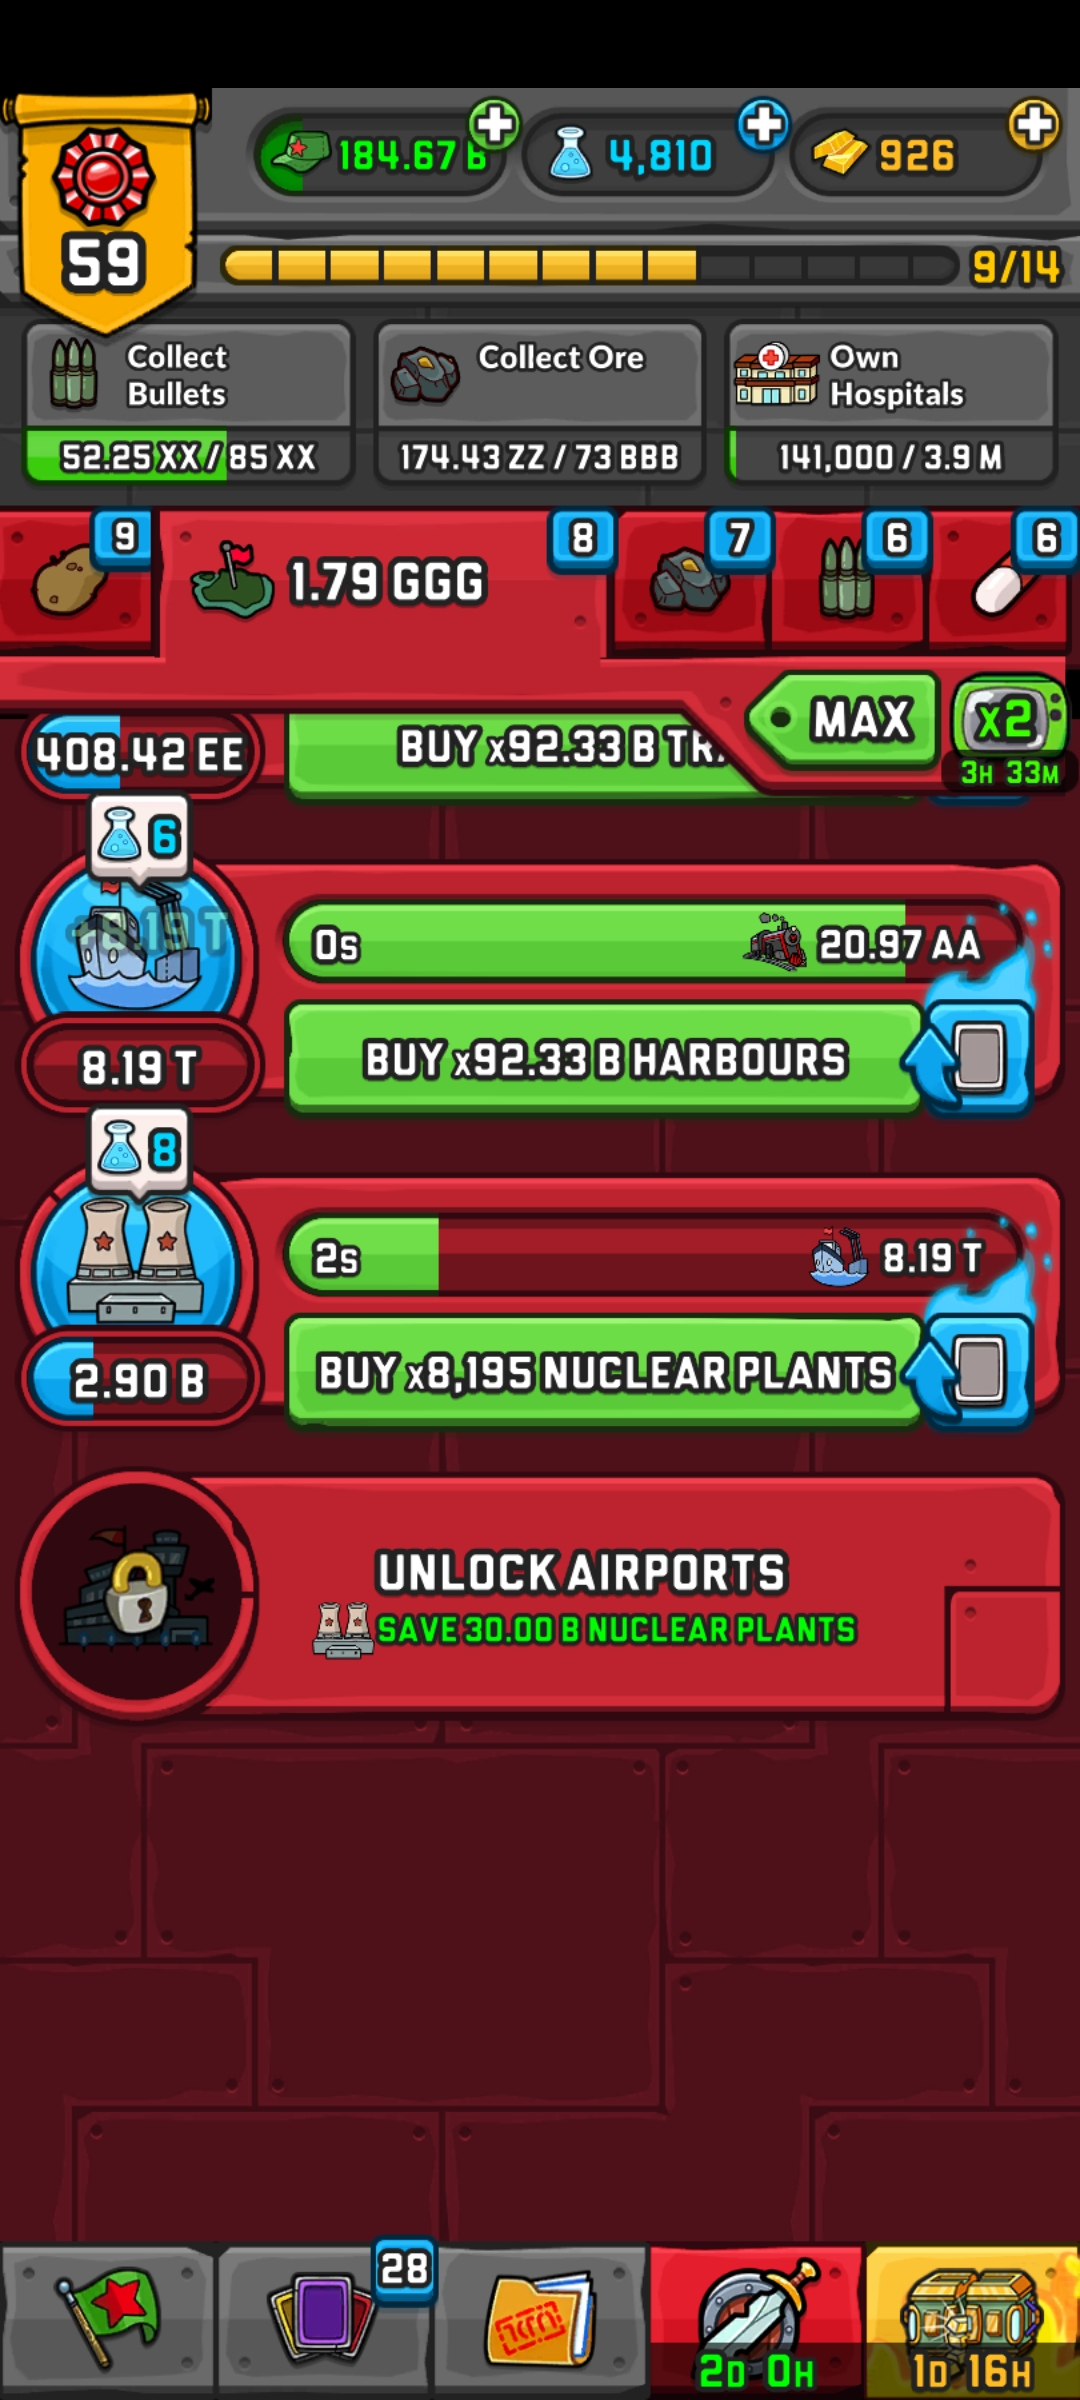 184.67 B
4,810
926
59
9/14
Collect
Bullets
52.25 XX / 85 XX
Collect Ore
174.43 ZZ / 73 BBB
Own
Hospitals
141,000 / 3.9 M
9
1.79 GGG
8
7
6
6
MAX
x2
3H 33M
408.42 EE
BUY x92.33 B
6
+8.19 T
0s
20.97 AA
8.19 T
BUY x92.33 B HARBOURS
8
2s
8.19 T
2.90 B
BUY x8,195 NUCLEAR PLANTS
UNLOCK AIRPORTS
SAVE 30.00 B NUCLEAR PLANTS
28
2D 0H
1D 16H